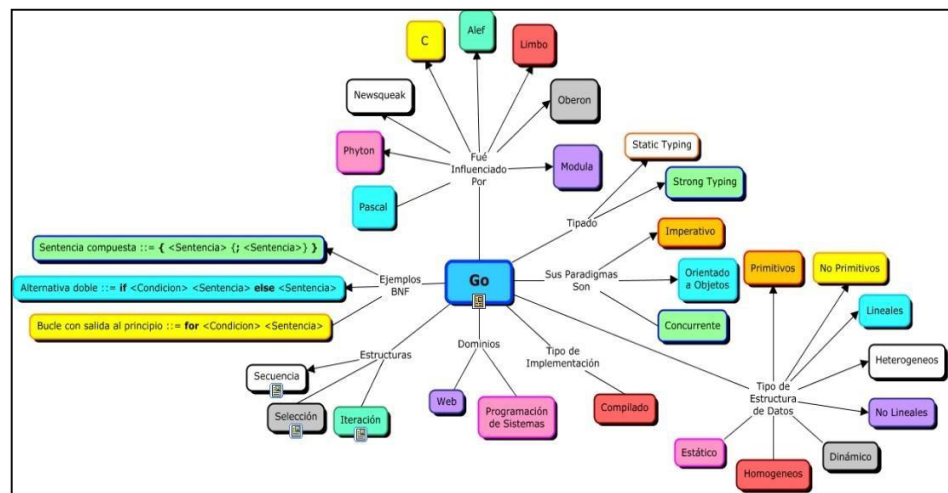 Alef
C
Limbo
Newsqueak
Oberon
Static Typing
Phyton
Fué
Influenciado
Por
Modula
Strong Typing
Pascal
Tipado
Imperativo
Sentencia compuesta ::= { <Sentencia> {; <Sentencia>} }
Ejemplos
BNF
Go
Sus Paradigmas
Son
Orientado
a Objetos
Primitivos
No Primitivos
Alternativa doble ::= if <Condicion> <Sentencia> else <Sentencia>
Lineales
Bucle con salida al principio ::= for <Condicion> <Sentencia>
Concurrente
Estructuras
Dominios
Tipo de
Implementación
Heterogeneos
Secuencia
Tipo de
Estructura
de Datos
Web
Selección
Iteración
Programación
de Sistemas
Compilado
No Lineales
Estático
Homogeneos
Dinámico